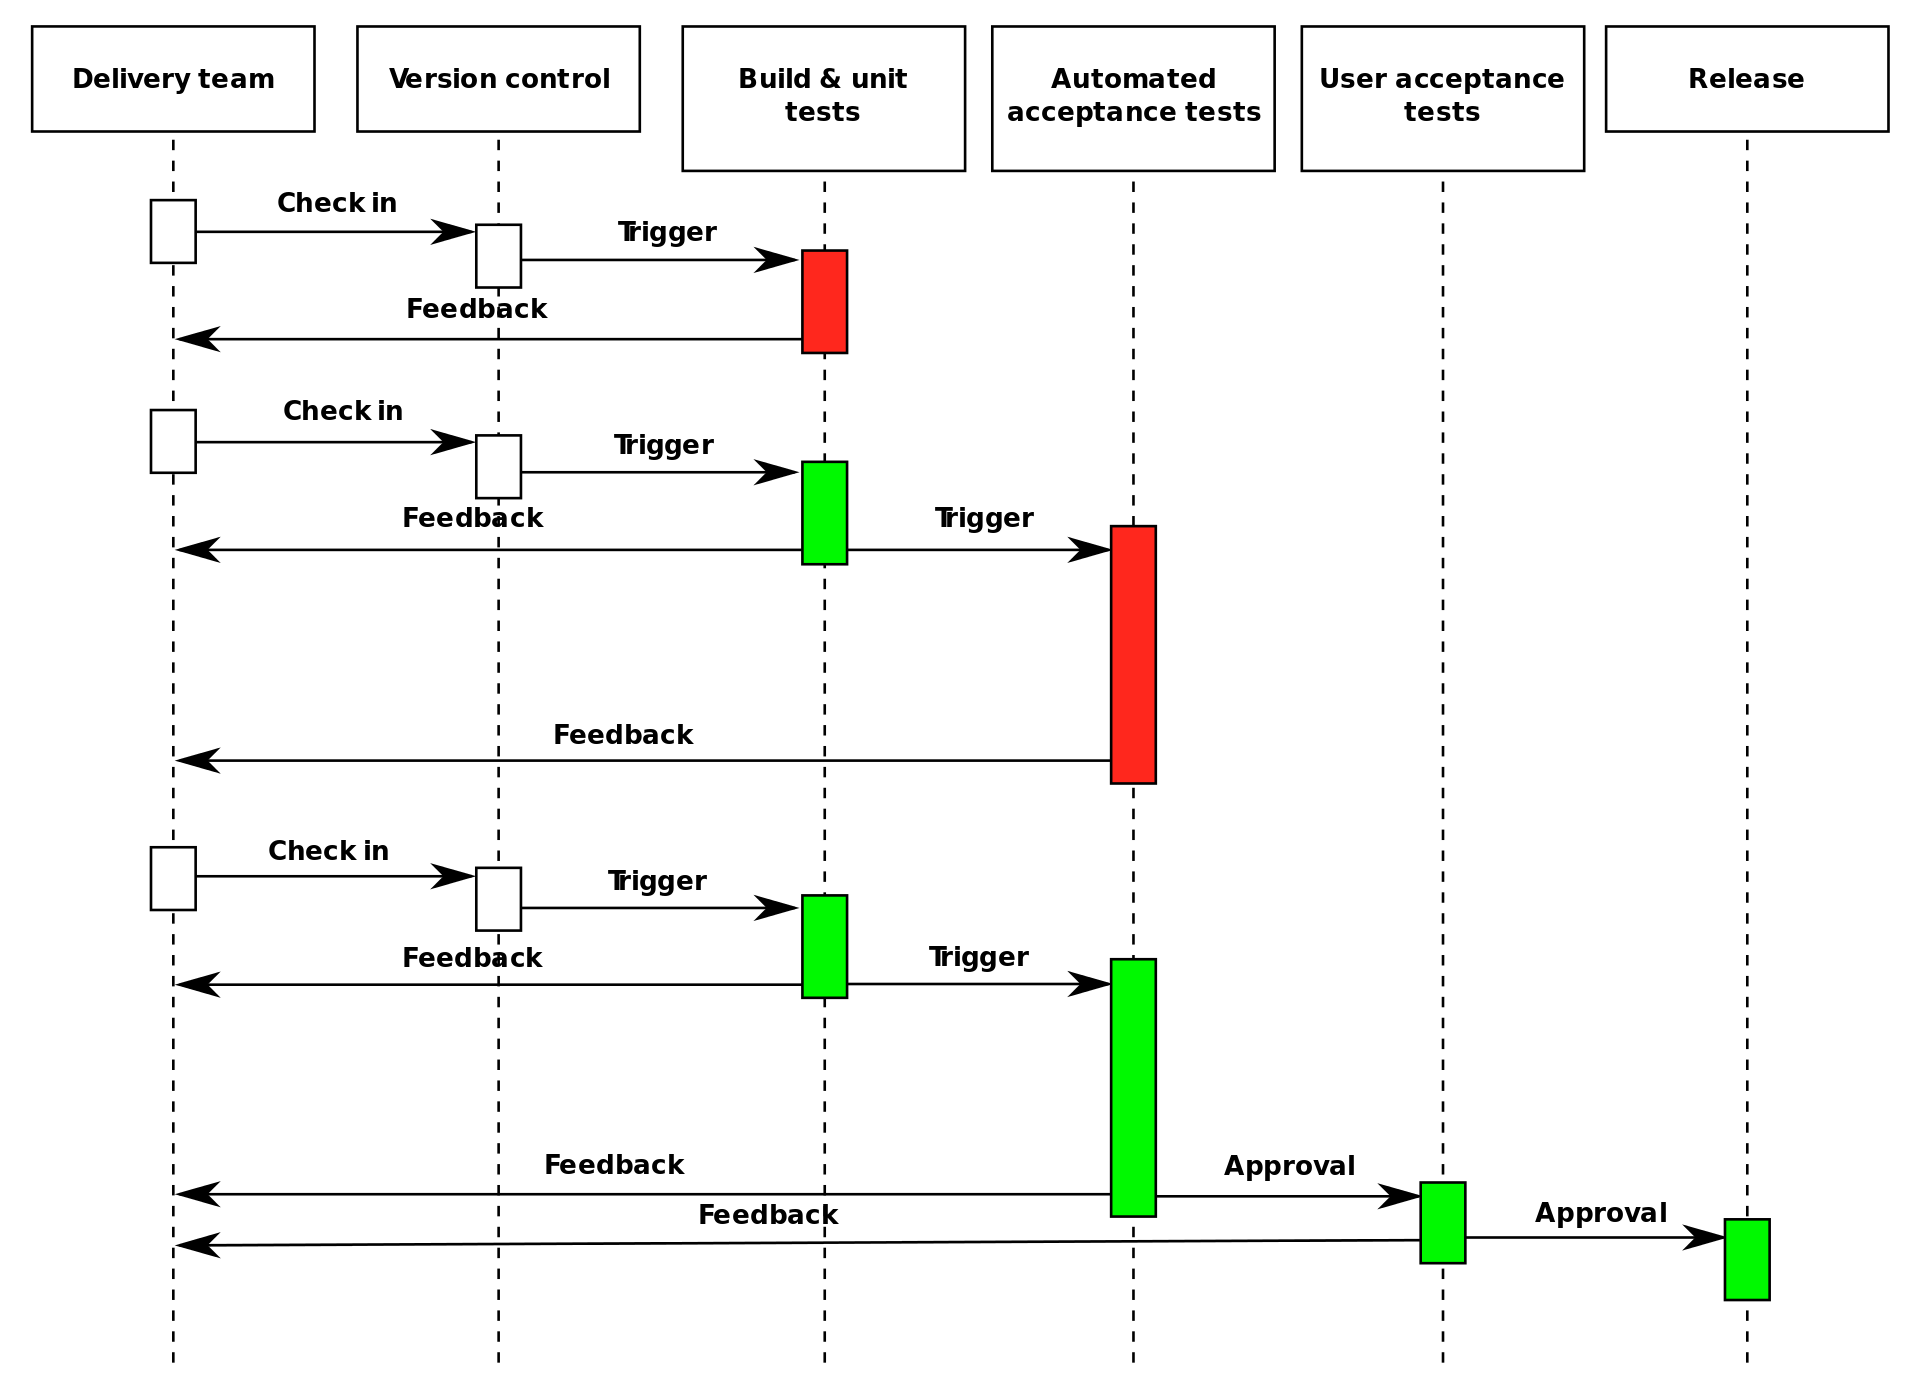 Delivery team
Version control
Build & unit
tests
Automated
acceptance tests
User acceptance
tests
Release
Check in
Trigger
Feedback
Check in
Trigger
Feedback
Trigger
Feedback
Check in
Trigger
Feedback
Trigger
Feedback
Approval
Feedback
Approval